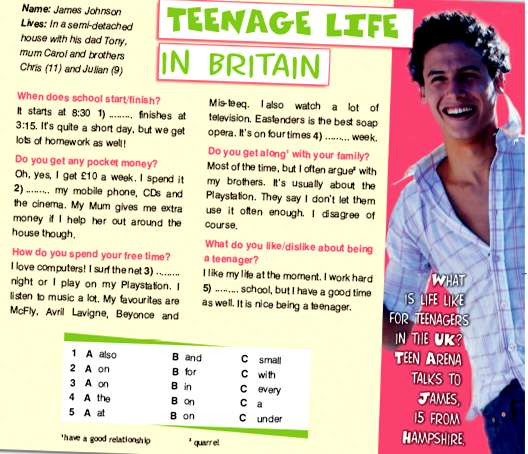 Name: James Johnson
Lives: In a semi-detached
house with his dad Tony,
mum Carol and brothers
Chris (11) and Julian (9)
TEENAGE LIFE
IN BRITAIN
When does school start/finish?
It starts at 8:30 1) ......... finishes at
3:15. It's quite a short day, but we get
lots of homework as well!
Do you get any pocket money?
Oh, yes, I get £10 a week. I spend it
2) ......... my mobile phone, CDs and
the cinema. My Mum gives me extra
money if I help her out around the
house though.
How do you spend your free time?
I love computers! I surf the net 3) .........
night or I play on my Playstation. I
listen to music a lot. My favourites are
McFly, Avril Lavigne, Beyonce and
Mis-teeq. I also watch a lot of
television. Eastenders is the best soap
opera. It's on four times 4) ......... week.
Do you get along¹ with your family?
Most of the time, but I often argue² with
my brothers. It's usually about the
Playstation. They say I don't let them
use it often enough. I disagree of
course.
What do you like/dislike about being
a teenager?
I like my life at the moment. I work hard
5) ......... school, but I have a good time
as well. It is nice being a teenager.
1 A also B and C small
2 A on B for C with
3 A on B in C every
4 A the B on C a
5 A at B on C under
¹have a good relationship ² quarrel
WHAT
IS LIFE LIKE
FOR TEENAGERS
IN THE UK?
TEEN ARENA
TALKS TO
JAMES,
15 FROM
HAMPSHIRE.